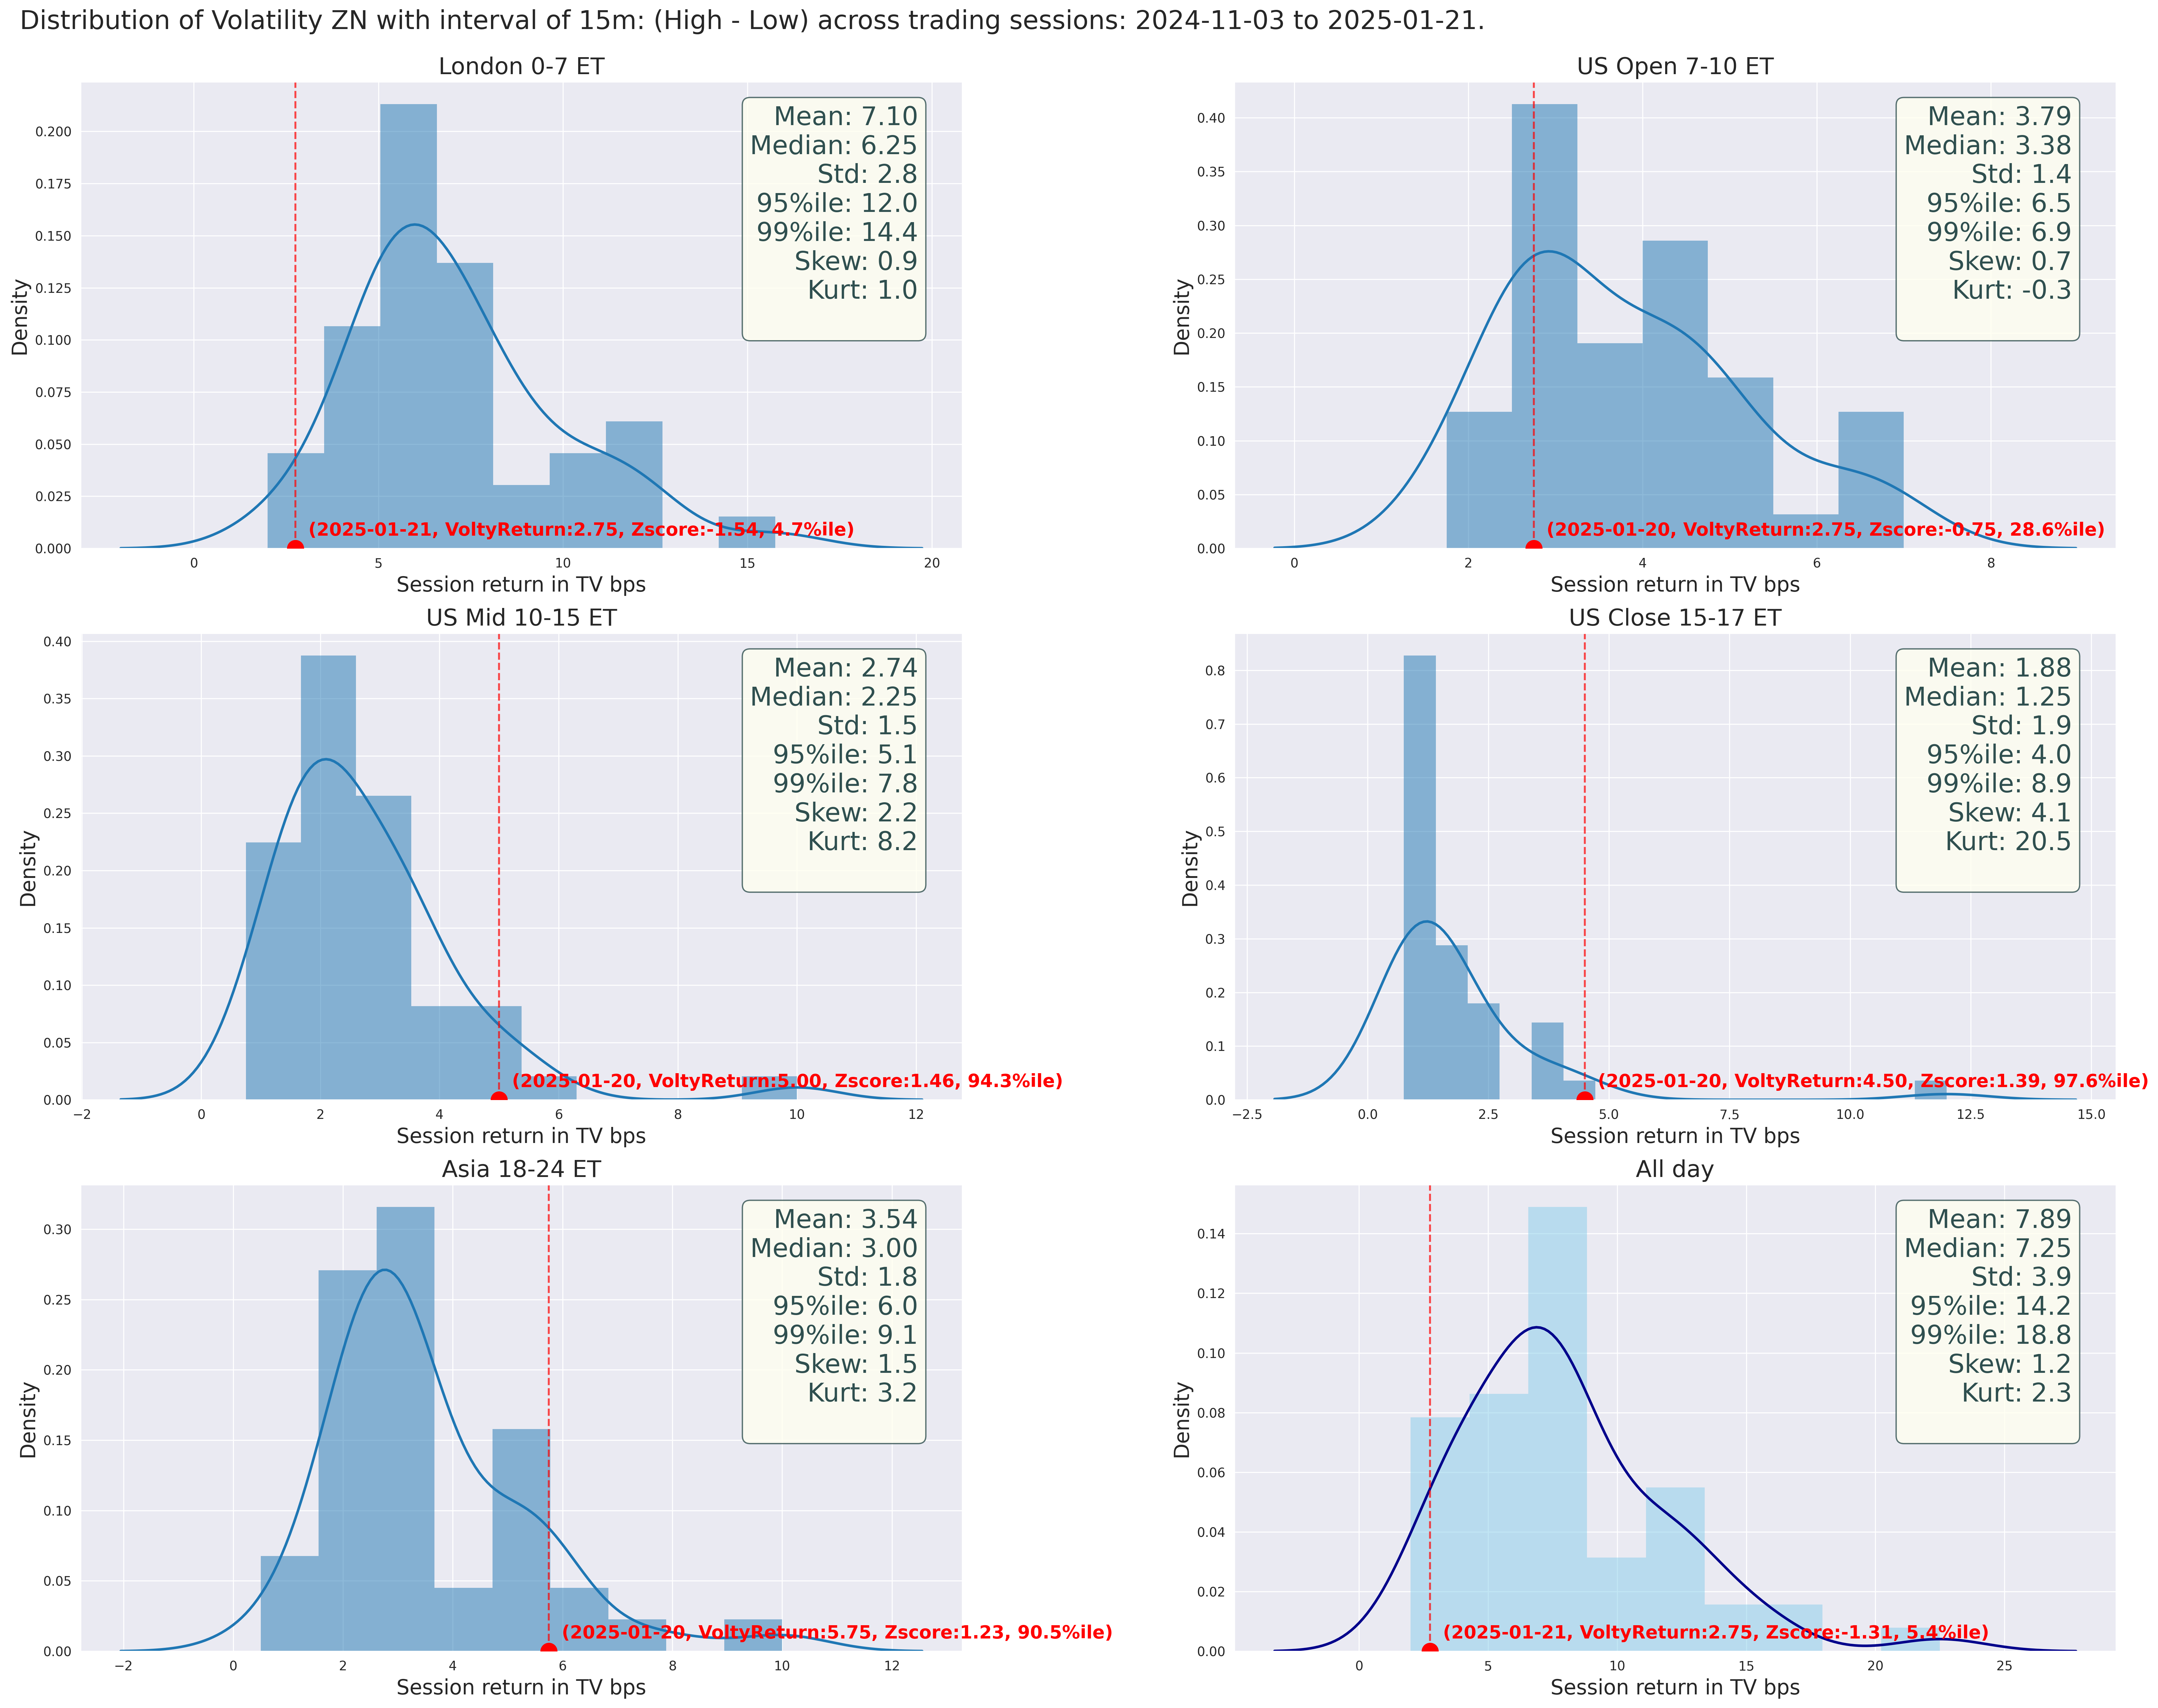 Distribution of Volatility ZN with interval of 15m: (High - Low) across trading sessions: 2024-11-03 to 2025-01-21.
London 0-7 ET
Density
0.200
0.175
0.150
0.125
0.100
0.075
0.050
0.025
0.000
Mean: 7.10
Median: 6.25
Std: 2.8
95%ile: 12.0
99%ile: 14.4
Skew: 0.9
Kurt: 1.0
(2025-01-21, VoltyReturn:2.75, Zscore:-1.54, 4.7%ile)
0 5 10 15 20
Session return in TV bps
US Open 7-10 ET
Density
0.40
0.35
0.30
0.25
0.20
0.15
0.10
0.05
0.00
Mean: 3.79
Median: 3.38
Std: 1.4
95%ile: 6.5
99%ile: 6.9
Skew: 0.7
Kurt: -0.3
(2025-01-20, VoltyReturn:2.75, Zscore:-0.75, 28.6%ile)
0 2 4 6 8
Session return in TV bps
US Mid 10-15 ET
Density
0.40
0.35
0.30
0.25
0.20
0.15
0.10
0.05
0.00
Mean: 2.74
Median: 2.25
Std: 1.5
95%ile: 5.1
99%ile: 7.8
Skew: 2.2
Kurt: 8.2
(2025-01-20, VoltyReturn:5.00, Zscore:1.46, 94.3%ile)
−2 0 2 4 6 8 10 12
Session return in TV bps
US Close 15-17 ET
Density
0.8
0.7
0.6
0.5
0.4
0.3
0.2
0.1
0.0
Mean: 1.88
Median: 1.25
Std: 1.9
95%ile: 4.0
99%ile: 8.9
Skew: 4.1
Kurt: 20.5
(2025-01-20, VoltyReturn:4.50, Zscore:1.39, 97.6%ile)
−2.5 0.0 2.5 5.0 7.5 10.0 12.5 15.0
Session return in TV bps
Asia 18-24 ET
Density
0.30
0.25
0.20
0.15
0.10
0.05
0.00
Mean: 3.54
Median: 3.00
Std: 1.8
95%ile: 6.0
99%ile: 9.1
Skew: 1.5
Kurt: 3.2
(2025-01-20, VoltyReturn:5.75, Zscore:1.23, 90.5%ile)
−2 0 2 4 6 8 10 12
Session return in TV bps
All day
Density
0.14
0.12
0.10
0.08
0.06
0.04
0.02
0.00
Mean: 7.89
Median: 7.25
Std: 3.9
95%ile: 14.2
99%ile: 18.8
Skew: 1.2
Kurt: 2.3
(2025-01-21, VoltyReturn:2.75, Zscore:-1.31, 5.4%ile)
0 5 10 15 20 25
Session return in TV bps